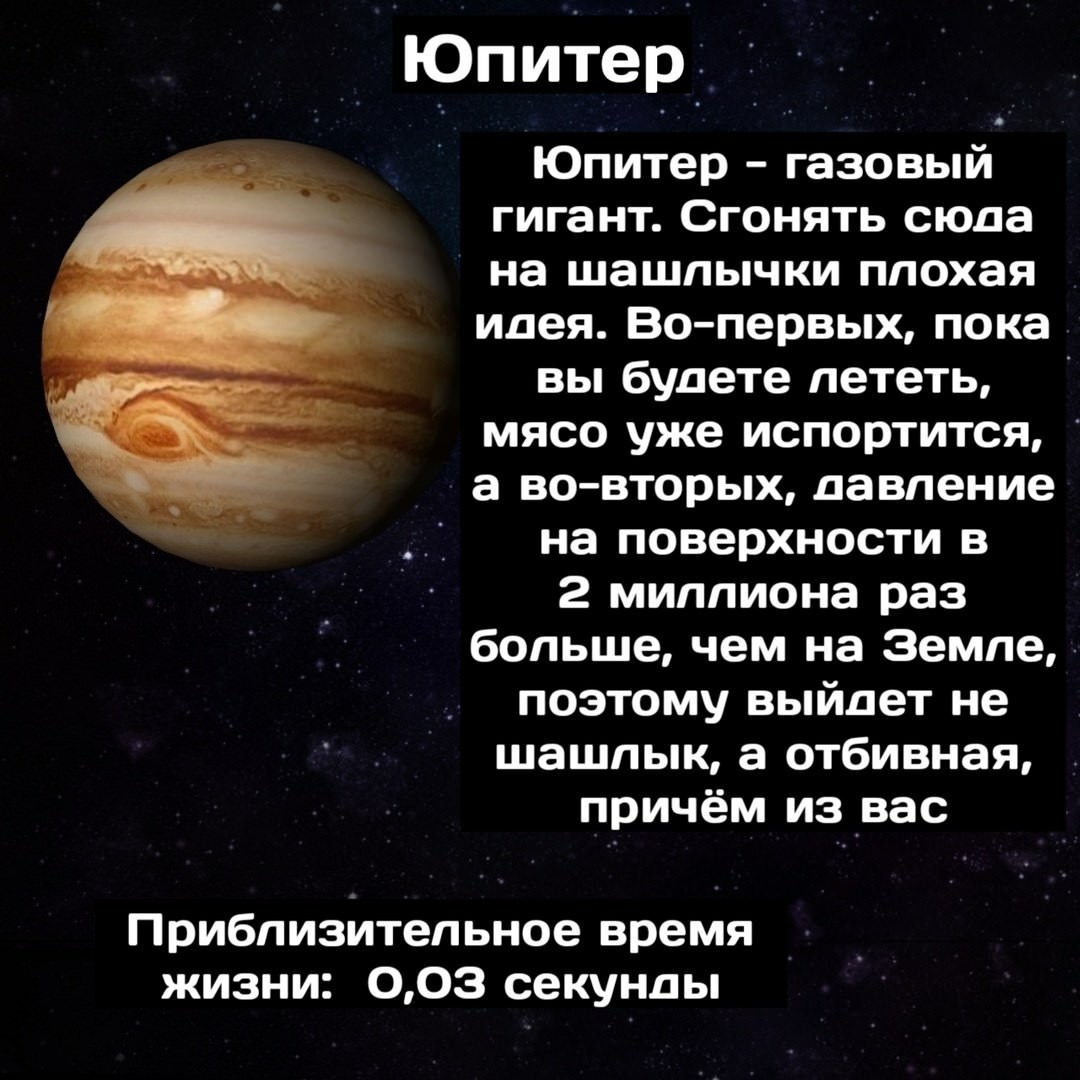 Юпитер
Юпитер - газовый
гигант. Сгонять сюда
на шашлычки плохая
идея. Во-первых, пока
вы будете лететь,
мясо уже испортится,
а во-вторых, давление
на поверхности в
2 миллиона раз
больше, чем на Земле,
поэтому выйдет не
шашлык, а отбивная,
причём из вас
Приблизительное время
жизни: 0,03 секунды